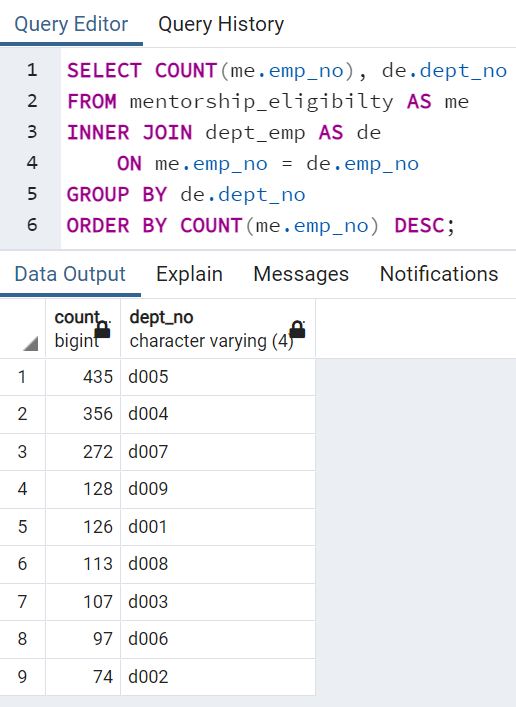 Query Editor Query History
1 SELECT COUNT(me.emp_no), de.dept_no
2 FROM mentorship_eligibilty AS me
3 INNER JOIN dept_emp AS de
4 ON me.emp_no = de.emp_no
5 GROUP BY de.dept_no
6 ORDER BY COUNT(me.emp_no) DESC;
Data Output Explain Messages Notifications
count dept_no
bigint character varying (4)
1 435 d005
2 356 d004
3 272 d007
4 128 d009
5 126 d001
6 113 d008
7 107 d003
8 97 d006
9 74 d002